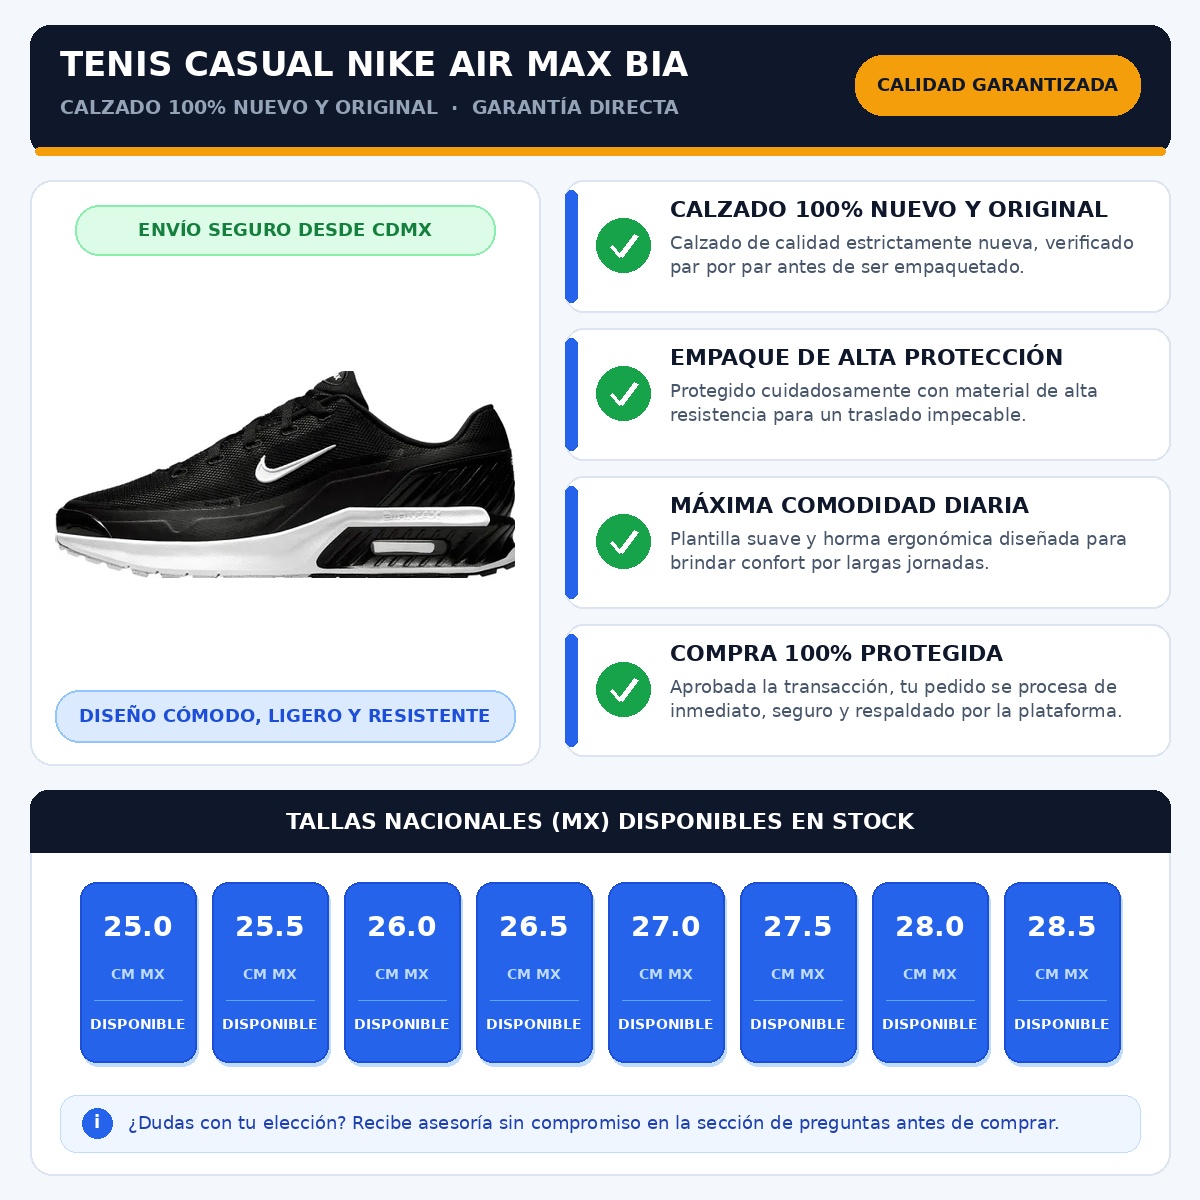 TENIS CASUAL NIKE AIR MAX BIA
CALZADO 100% NUEVO Y ORIGINAL · GARANTÍA DIRECTA
CALIDAD GARANTIZADA
ENVÍO SEGURO DESDE CDMX
DISEÑO CÓMODO, LIGERO Y RESISTENTE
CALZADO 100% NUEVO Y ORIGINAL
Calzado de calidad estrictamente nueva, verificado
par por par antes de ser empaquetado.
EMPAQUE DE ALTA PROTECCIÓN
Protegido cuidadosamente con material de alta
resistencia para un traslado impecable.
MÁXIMA COMODIDAD DIARIA
Plantilla suave y horma ergonómica diseñada para
brindar confort por largas jornadas.
COMPRA 100% PROTEGIDA
Aprobada la transacción, tu pedido se procesa de
inmediato, seguro y respaldado por la plataforma.
TALLAS NACIONALES (MX) DISPONIBLES EN STOCK
25.0 25.5 26.0 26.5 27.0 27.5 28.0 28.5
CM MX CM MX CM MX CM MX CM MX CM MX CM MX CM MX
DISPONIBLE DISPONIBLE DISPONIBLE DISPONIBLE DISPONIBLE DISPONIBLE DISPONIBLE DISPONIBLE
i ¿Dudas con tu elección? Recibe asesoría sin compromiso en la sección de preguntas antes de comprar.